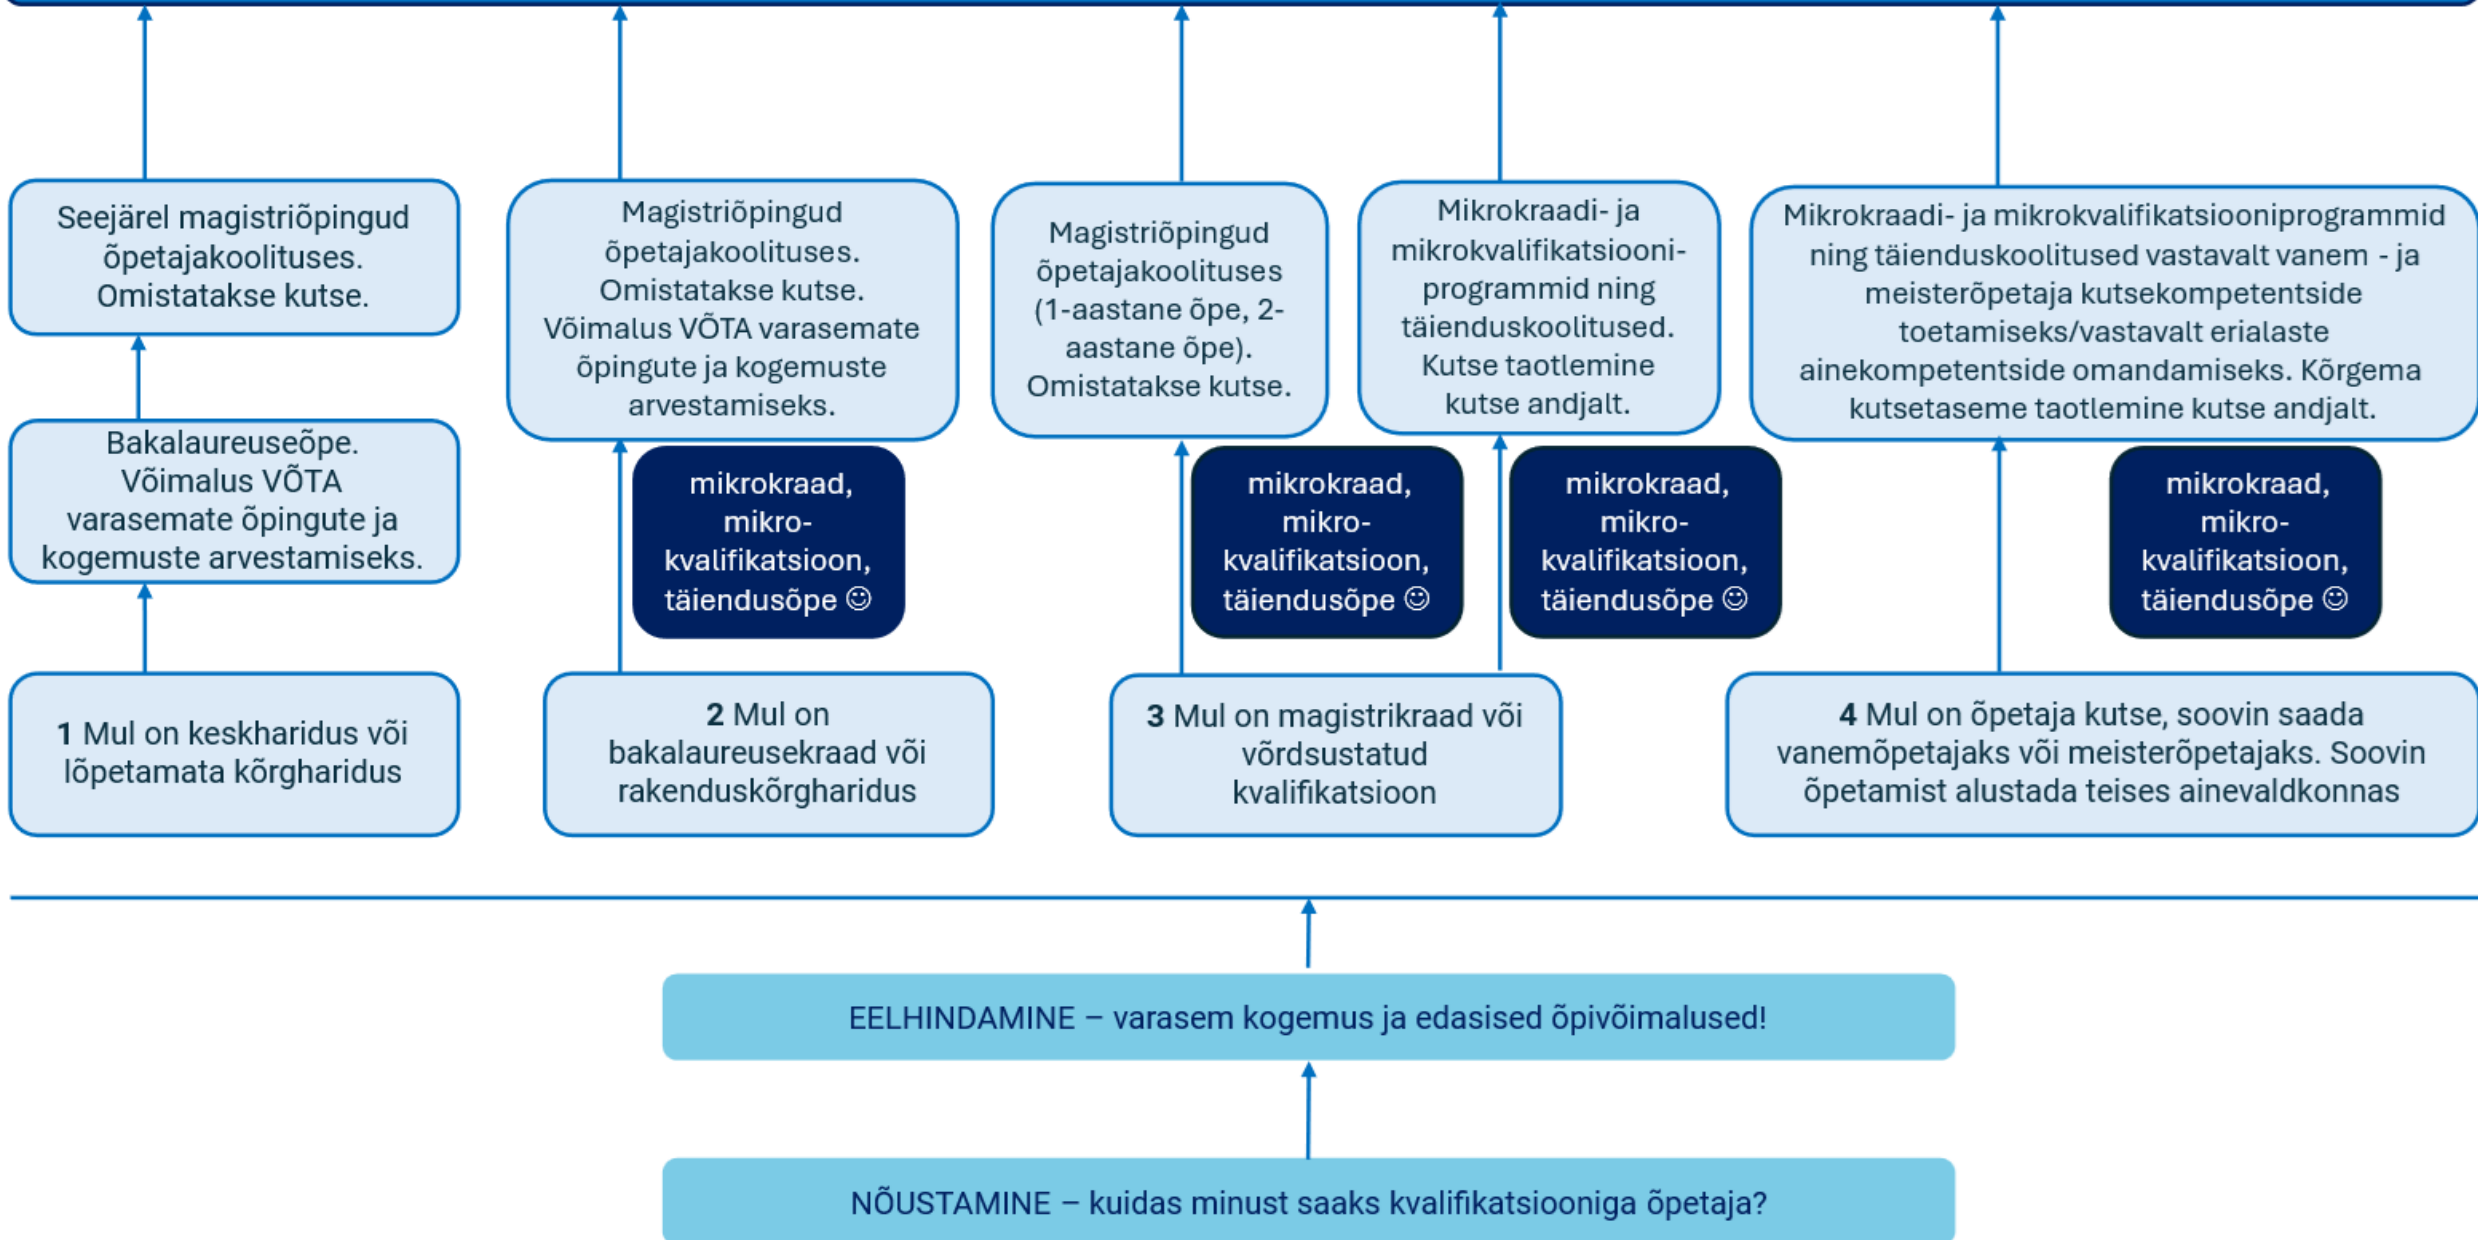 Seejärel magistriõpingud
õpetajakoolituses.
Omistatakse kutse.
Magistriõpingud
õpetajakoolituses.
Omistatakse kutse.
Võimalus VÕTA varasemate
õpingute ja kogemuste
arvestamiseks.
Magistriõpingud
õpetajakoolituses
(1-aastane õpe, 2-
aastane õpe).
Omistatakse kutse.
Mikrokraadi- ja
mikrokvalifikatsiooni-
programmid ning
täienduskoolitused.
Kutse taotlemine
kutse andjalt.
Mikrokraadi- ja mikrokvalifikatsiooniprogrammid
ning täienduskoolitused vastavalt vanem - ja
meisterõpetaja kutsekompetentside
toetamiseks/vastavalt erialaste
ainekompetentside omandamiseks. Kõrgema
kutsetaseme taotlemine kutse andjalt.
Bakalaureuseõpe.
Võimalus VÕTA
varasemate õpingute ja
kogemuste arvestamiseks.
mikrokraad,
mikro-
kvalifikatsioon,
täiendusõpe ☺
mikrokraad,
mikro-
kvalifikatsioon,
täiendusõpe ☺
mikrokraad,
mikro-
kvalifikatsioon,
täiendusõpe ☺
mikrokraad,
mikro-
kvalifikatsioon,
täiendusõpe ☺
1 Mul on keskharidus või
lõpetamata kõrgharidus
2 Mul on
bakalaureusekraad või
rakenduskõrgharidus
3 Mul on magistrikraad või
võrdsustatud
kvalifikatsioon
4 Mul on õpetaja kutse, soovin saada
vanemõpetajaks või meisterõpetajaks. Soovin
õpetamist alustada teises ainevaldkonnas
EELHINDAMINE – varasem kogemus ja edasised õpivõimalused!
NÕUSTAMINE – kuidas minust saaks kvalifikatsiooniga õpetaja?